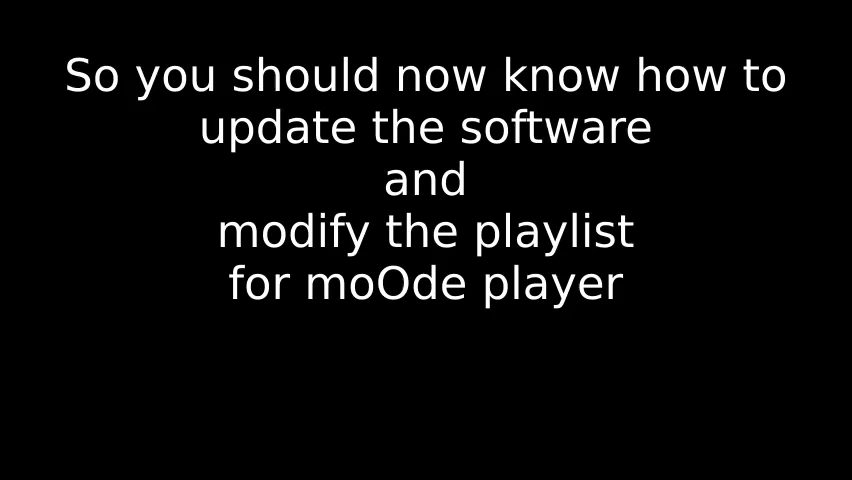 So you should now know how to
update the software
and
modify the playlist
for moOde player